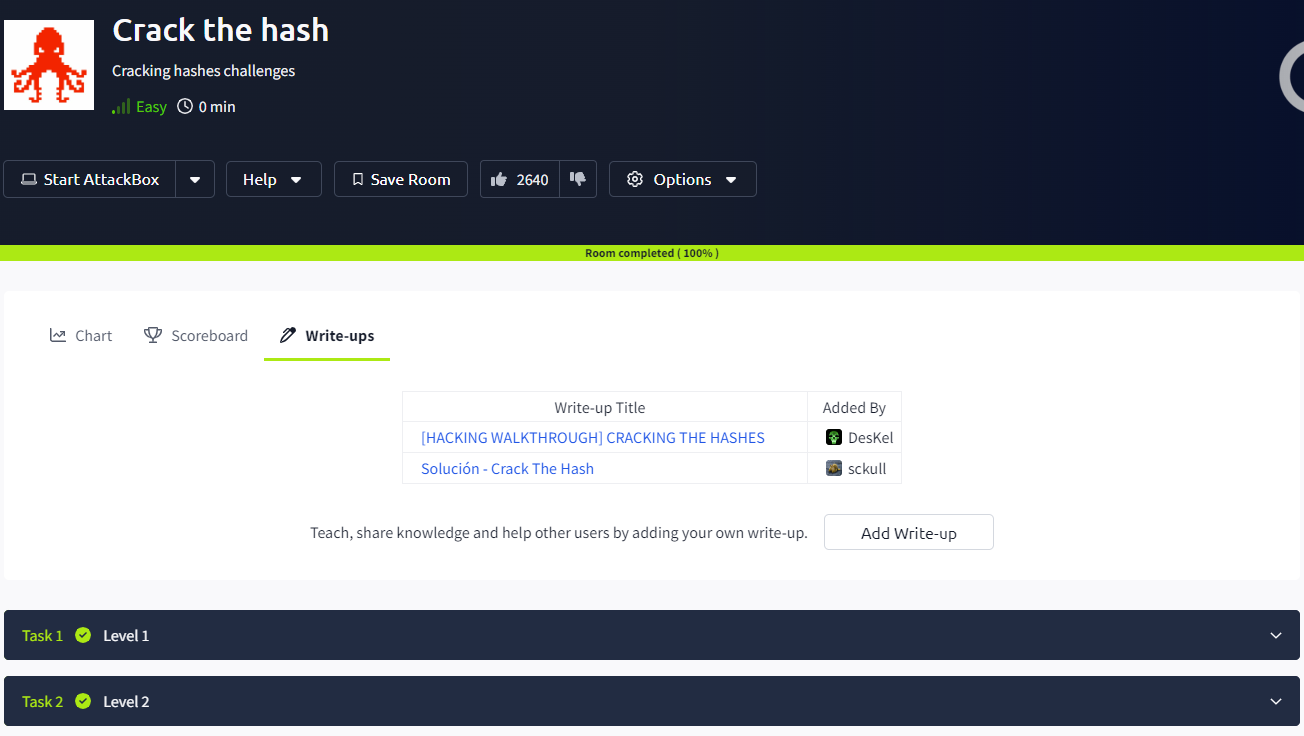 Crack the hash
Cracking hashes challenges
Easy 0 min
Start AttackBox Help Save Room 2640 Options
Room completed ( 100% )
Chart Scoreboard Write-ups
Write-up Title Added By
[HACKING WALKTHROUGH] CRACKING THE HASHES DesKel
Solución - Crack The Hash sckull
Teach, share knowledge and help other users by adding your own write-up. Add Write-up
Task 1 Level 1
Task 2 Level 2